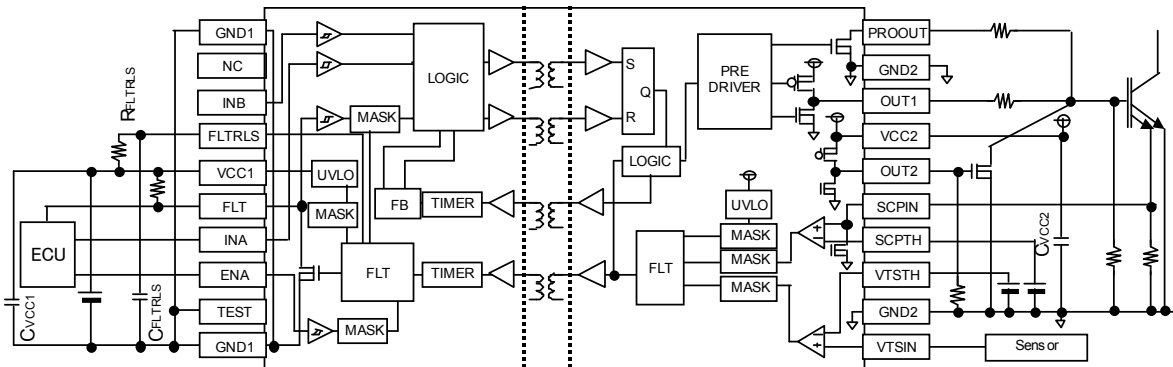 GND1
NC
INB
FLTRLS
VCC1
FLT
INA
ENA
TEST
GND1
RFLTRLS
ECU
CVCC1
CFLTRLS
LOGIC
MASK
UVLO
MASK
FB
TIMER
FLT
TIMER
MASK
S
Q
R
PRE
DRIVER
LOGIC
UVLO
MASK
MASK
MASK
FLT
+
-
+
-
PROOUT
GND2
OUT1
VCC2
OUT2
SCPIN
SCPTH
VTSTH
GND2
VTSIN
CVCC2
Sensor